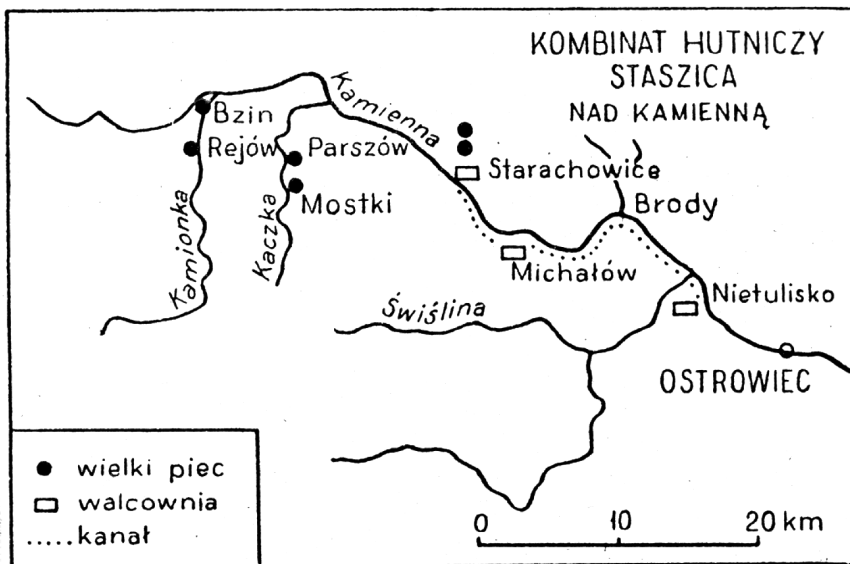 KOMBINAT HUTNICZY
STASZICA
NAD KAMIENNĄ
Kamienna
Bzin
Rejów
Parszów
Mostki
Kamionka
Kaczka
Starachowice
Brody
Michałów
Nietulisko
Świślina
OSTROWIEC
wielki piec
walcownia
.....kanał
0 10 20 km